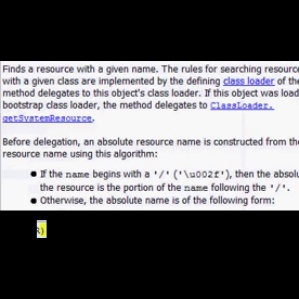 Finds a resource with a given name. The rules for searching resource
with a given class are implemented by the defining class loader of the
method delegates to this object's class loader. If this object was load
bootstrap class loader, the method delegates to ClassLoader.
getSystemResource.
Before delegation, an absolute resource name is constructed from the
resource name using this algorithm:
● If the name begins with a '/' ('\u002f'), then the absolu
the resource is the portion of the name following the '/'.
● Otherwise, the absolute name is of the following form:
R)